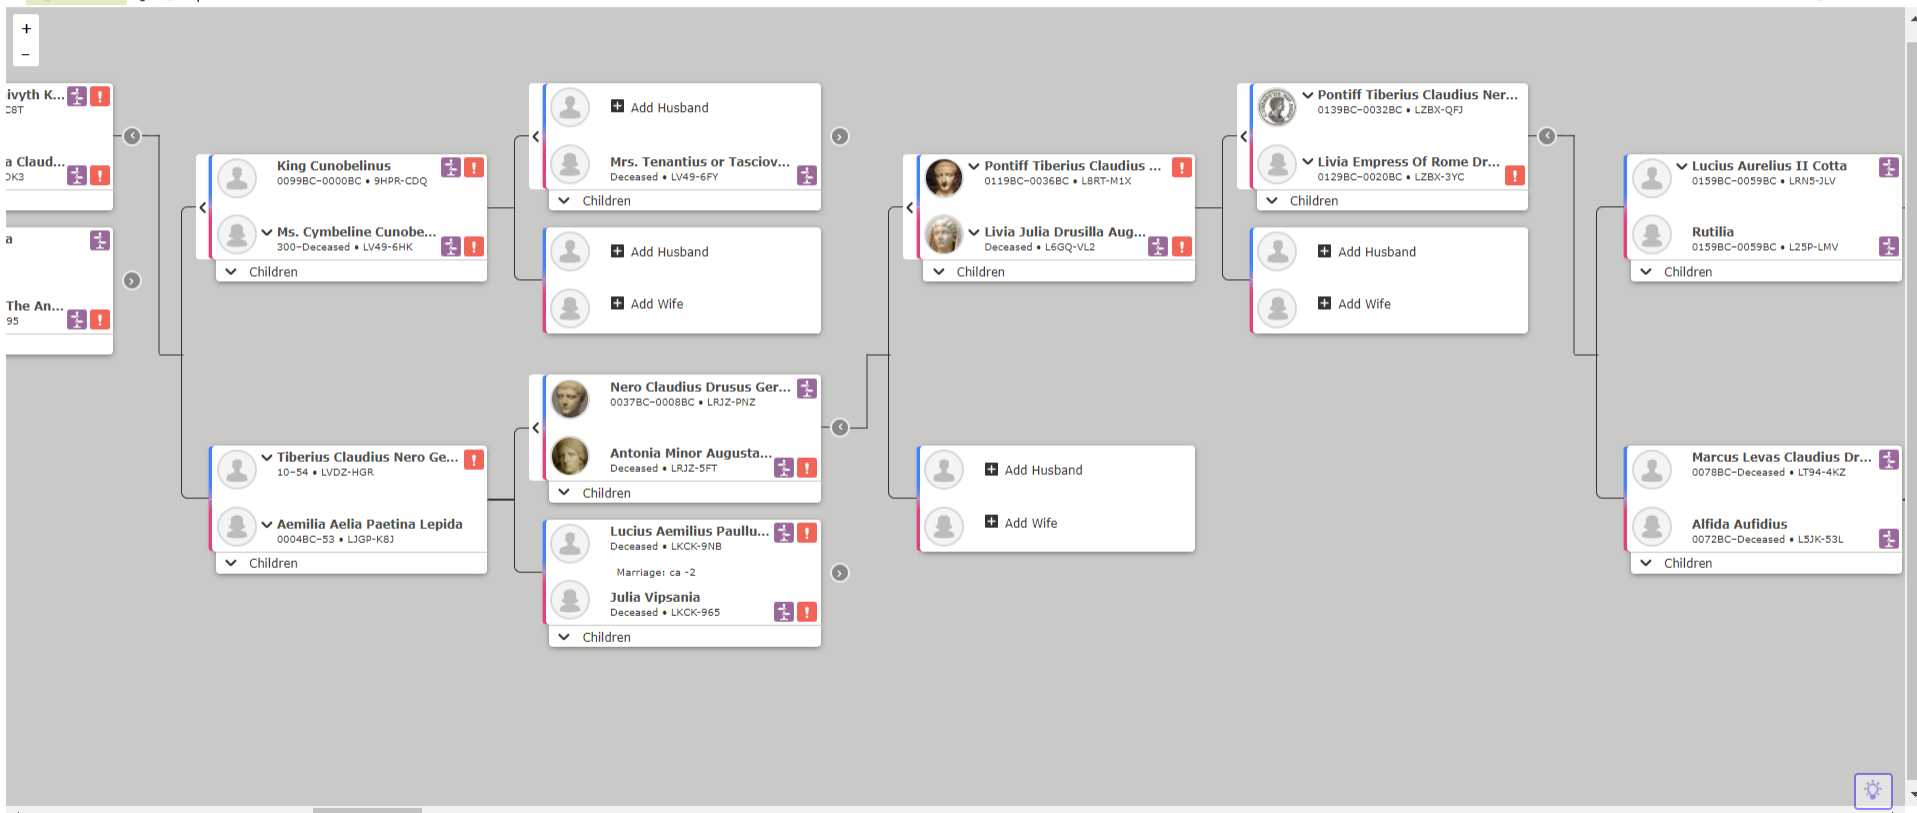 +
−
ivyth K...
C8T
a Claud...
DK3
a
The An...
95
King Cunobelinus
0099BC–0000BC • 9HPR-CDQ
Ms. Cymbeline Cunobe...
300–Deceased • LV49-6HK
Children
Tiberius Claudius Nero Ge...
10–54 • LVDZ-HGR
Aemilia Aelia Paetina Lepida
0004BC–53 • LJGP-K8J
Children
Add Husband
Mrs. Tenantius or Tasciov...
Deceased • LV49-6FY
Children
Add Husband
Add Wife
Nero Claudius Drusus Ger...
0037BC–0008BC • LRJZ-PNZ
Antonia Minor Augusta...
Deceased • LRJZ-5FT
Children
Lucius Aemilius Paullu...
Deceased • LKCK-9NB
Marriage: ca -2
Julia Vipsania
Deceased • LKCK-965
Children
Pontiff Tiberius Claudius ...
0119BC–0036BC • L8RT-M1X
Livia Julia Drusilla Aug...
Deceased • L6GQ-VL2
Children
Add Husband
Add Wife
Pontiff Tiberius Claudius Ner...
0139BC–0032BC • LZBX-QFJ
Livia Empress Of Rome Dr...
0129BC–0020BC • LZBX-3YC
Children
Add Husband
Add Wife
Lucius Aurelius II Cotta
0159BC–0059BC • LRN5-JLV
Rutilia
0159BC–0059BC • L25P-LMV
Children
Marcus Levas Claudius Dr...
0078BC–Deceased • LT94-4KZ
Alfida Aufidius
0072BC–Deceased • L5JK-53L
Children